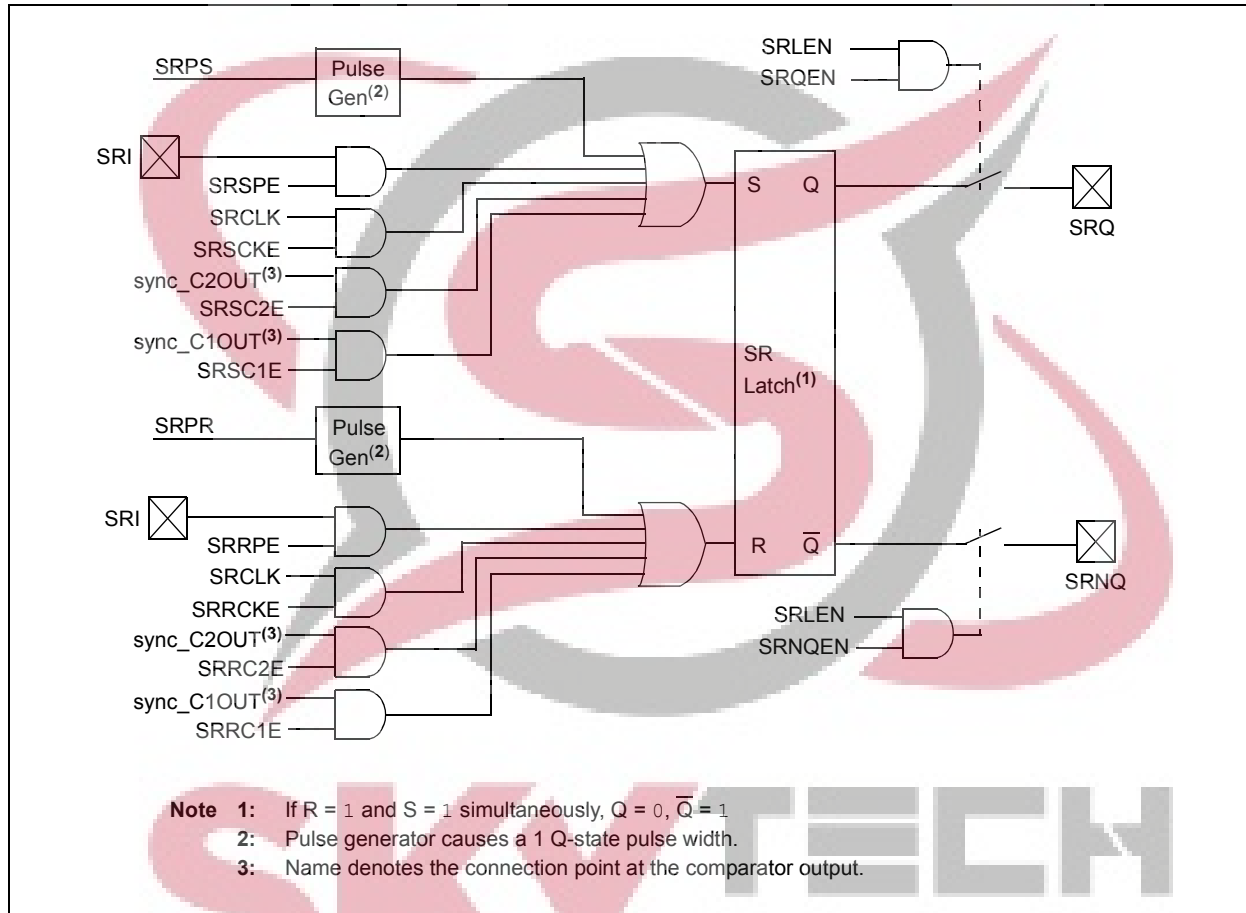 SRPS
Pulse
Gen(2)
SRI
SRSPE
SRCLK
SRSCKE
sync_C2OUT(3)
SRSC2E
sync_C1OUT(3)
SRSC1E
SRPR
Pulse
Gen(2)
SRI
SRRPE
SRCLK
SRRCKE
sync_C2OUT(3)
SRRC2E
sync_C1OUT(3)
SRRC1E
S Q
SR
Latch(1)
R Q̅
SRLEN
SRQEN
SRQ
SRLEN
SRNQEN
SRNQ
Note 1: If R = 1 and S = 1 simultaneously, Q = 0, Q̅ = 1
2: Pulse generator causes a 1 Q-state pulse width.
3: Name denotes the connection point at the comparator output.
SKVTECH